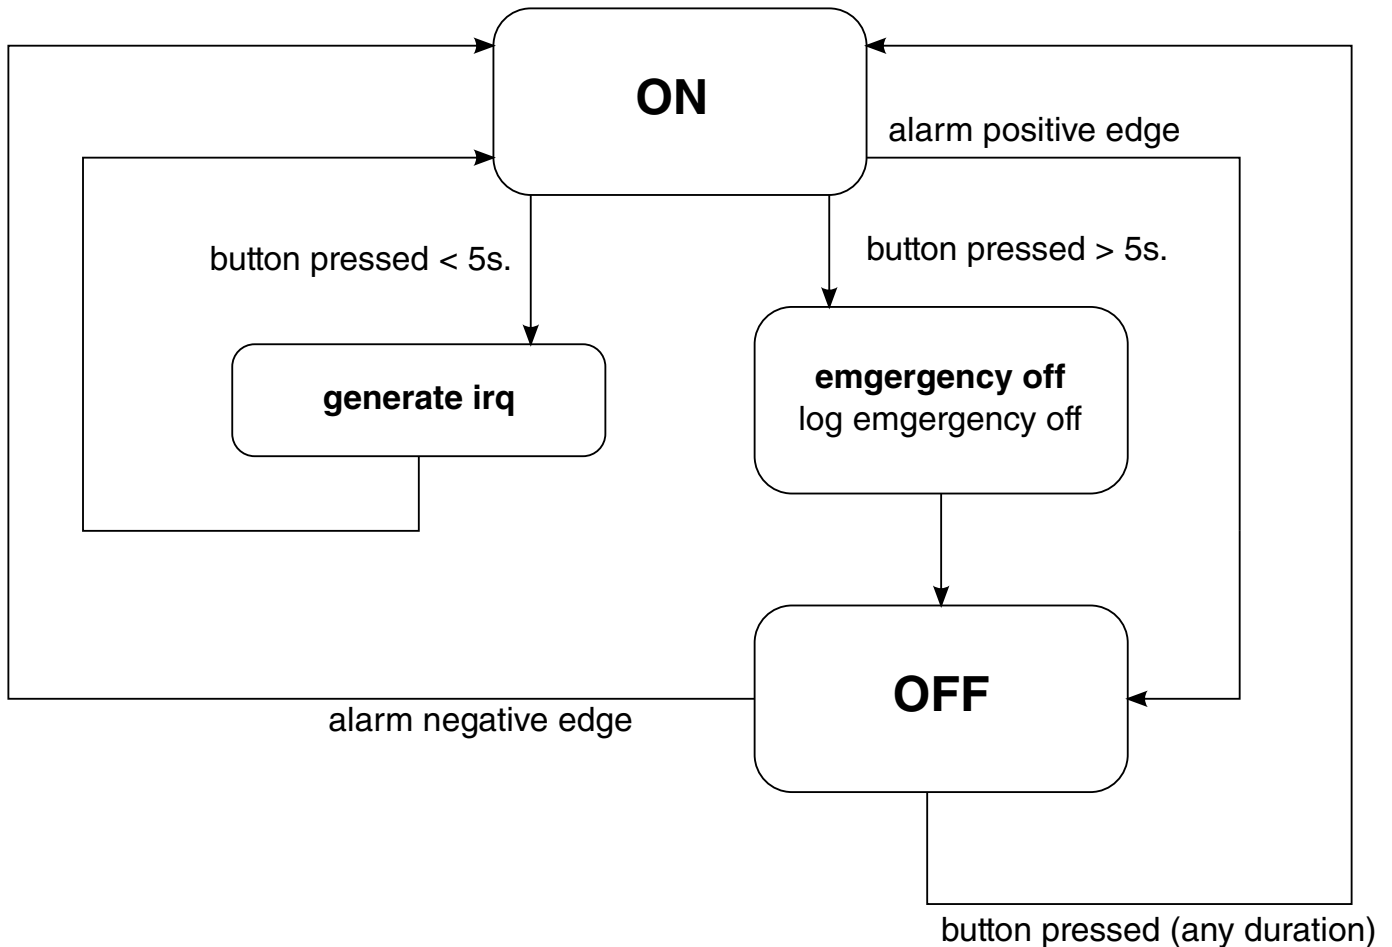 ON
alarm positive edge
button pressed < 5s.
button pressed > 5s.
generate irq
emgergency off
log emgergency off
OFF
alarm negative edge
button pressed (any duration)